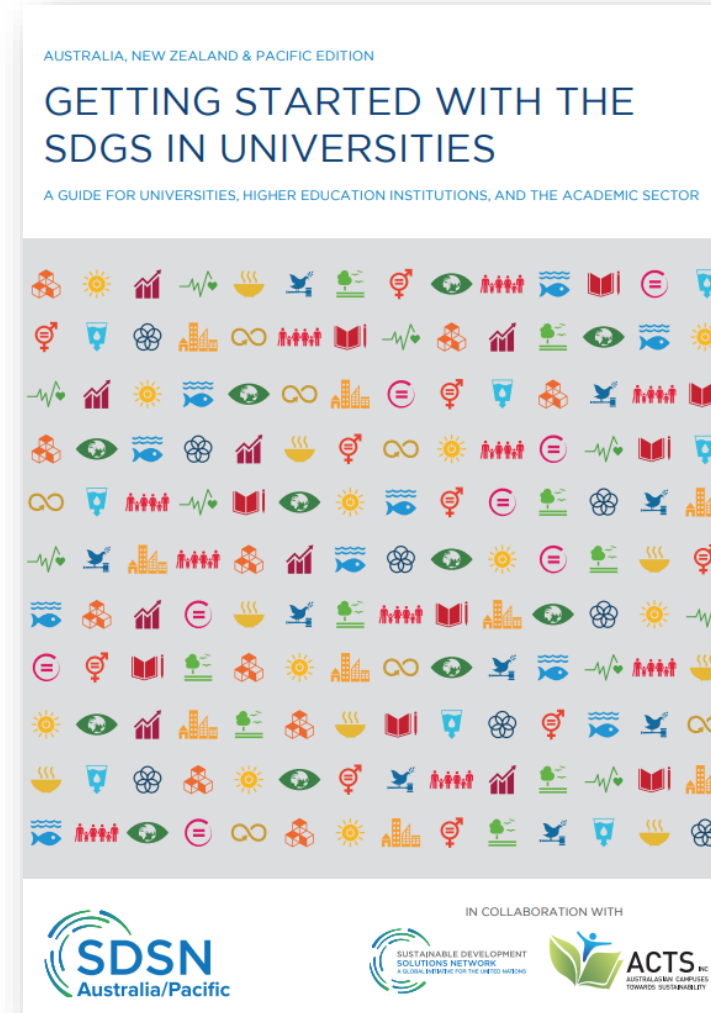 AUSTRALIA, NEW ZEALAND & PACIFIC EDITION
GETTING STARTED WITH THE
SDGS IN UNIVERSITIES
A GUIDE FOR UNIVERSITIES, HIGHER EDUCATION INSTITUTIONS, AND THE ACADEMIC SECTOR
IN COLLABORATION WITH
SDSN
Australia/Pacific
SUSTAINABLE DEVELOPMENT
SOLUTIONS NETWORK
A GLOBAL INITIATIVE FOR THE UNITED NATIONS
ACTS INC
AUSTRALASIAN CAMPUSES
TOWARDS SUSTAINABILITY